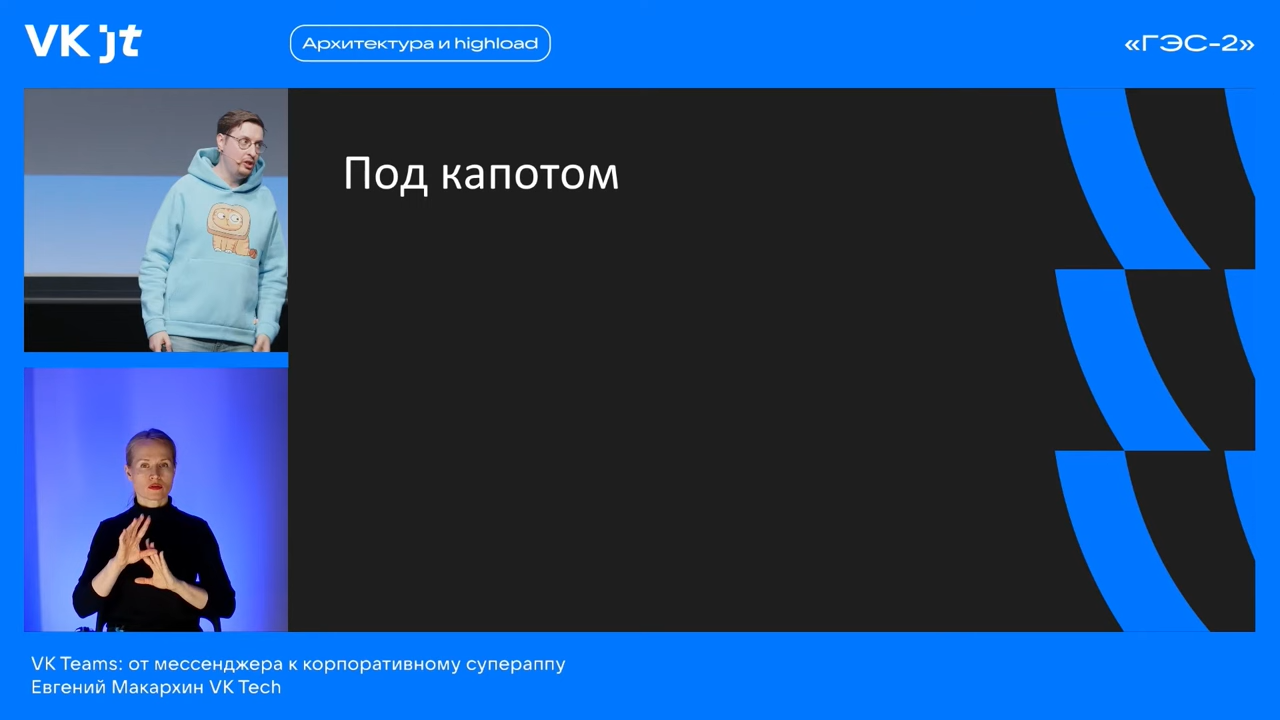 VK jt
Архитектура и highload
«ГЭС-2»
Под капотом
VK Teams: от мессенджера к корпоративному супераппу
Евгений Макархин VK Tech